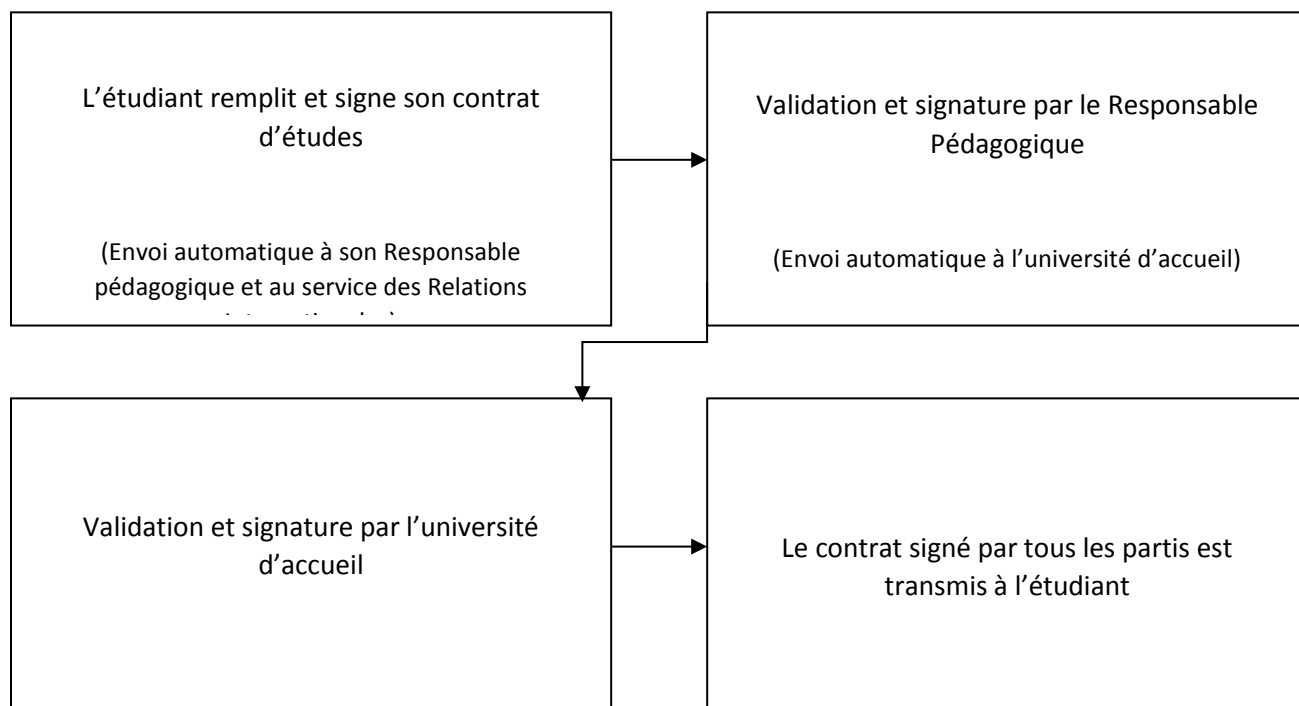 L’étudiant remplit et signe son contrat
d’études
(Envoi automatique à son Responsable
pédagogique et au service des Relations
Validation et signature par le Responsable
Pédagogique
(Envoi automatique à l’université d’accueil)
Validation et signature par l’université
d’accueil
Le contrat signé par tous les partis est
transmis à l’étudiant